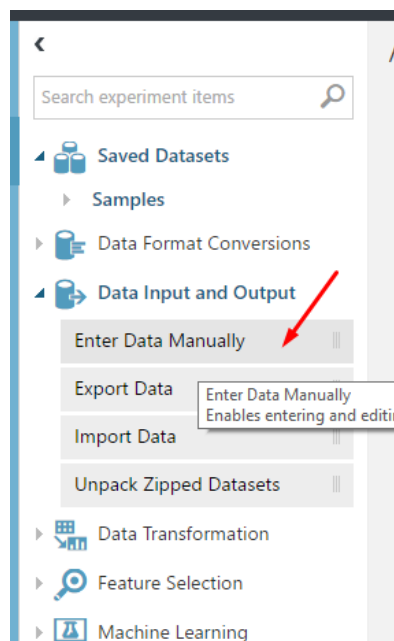 Search experiment items
Saved Datasets
Samples
Data Format Conversions
Data Input and Output
Enter Data Manually
Export Data
Enter Data Manually
Enables entering and
Import Data
Unpack Zipped Datasets
Data Transformation
Feature Selection
Machine Learning